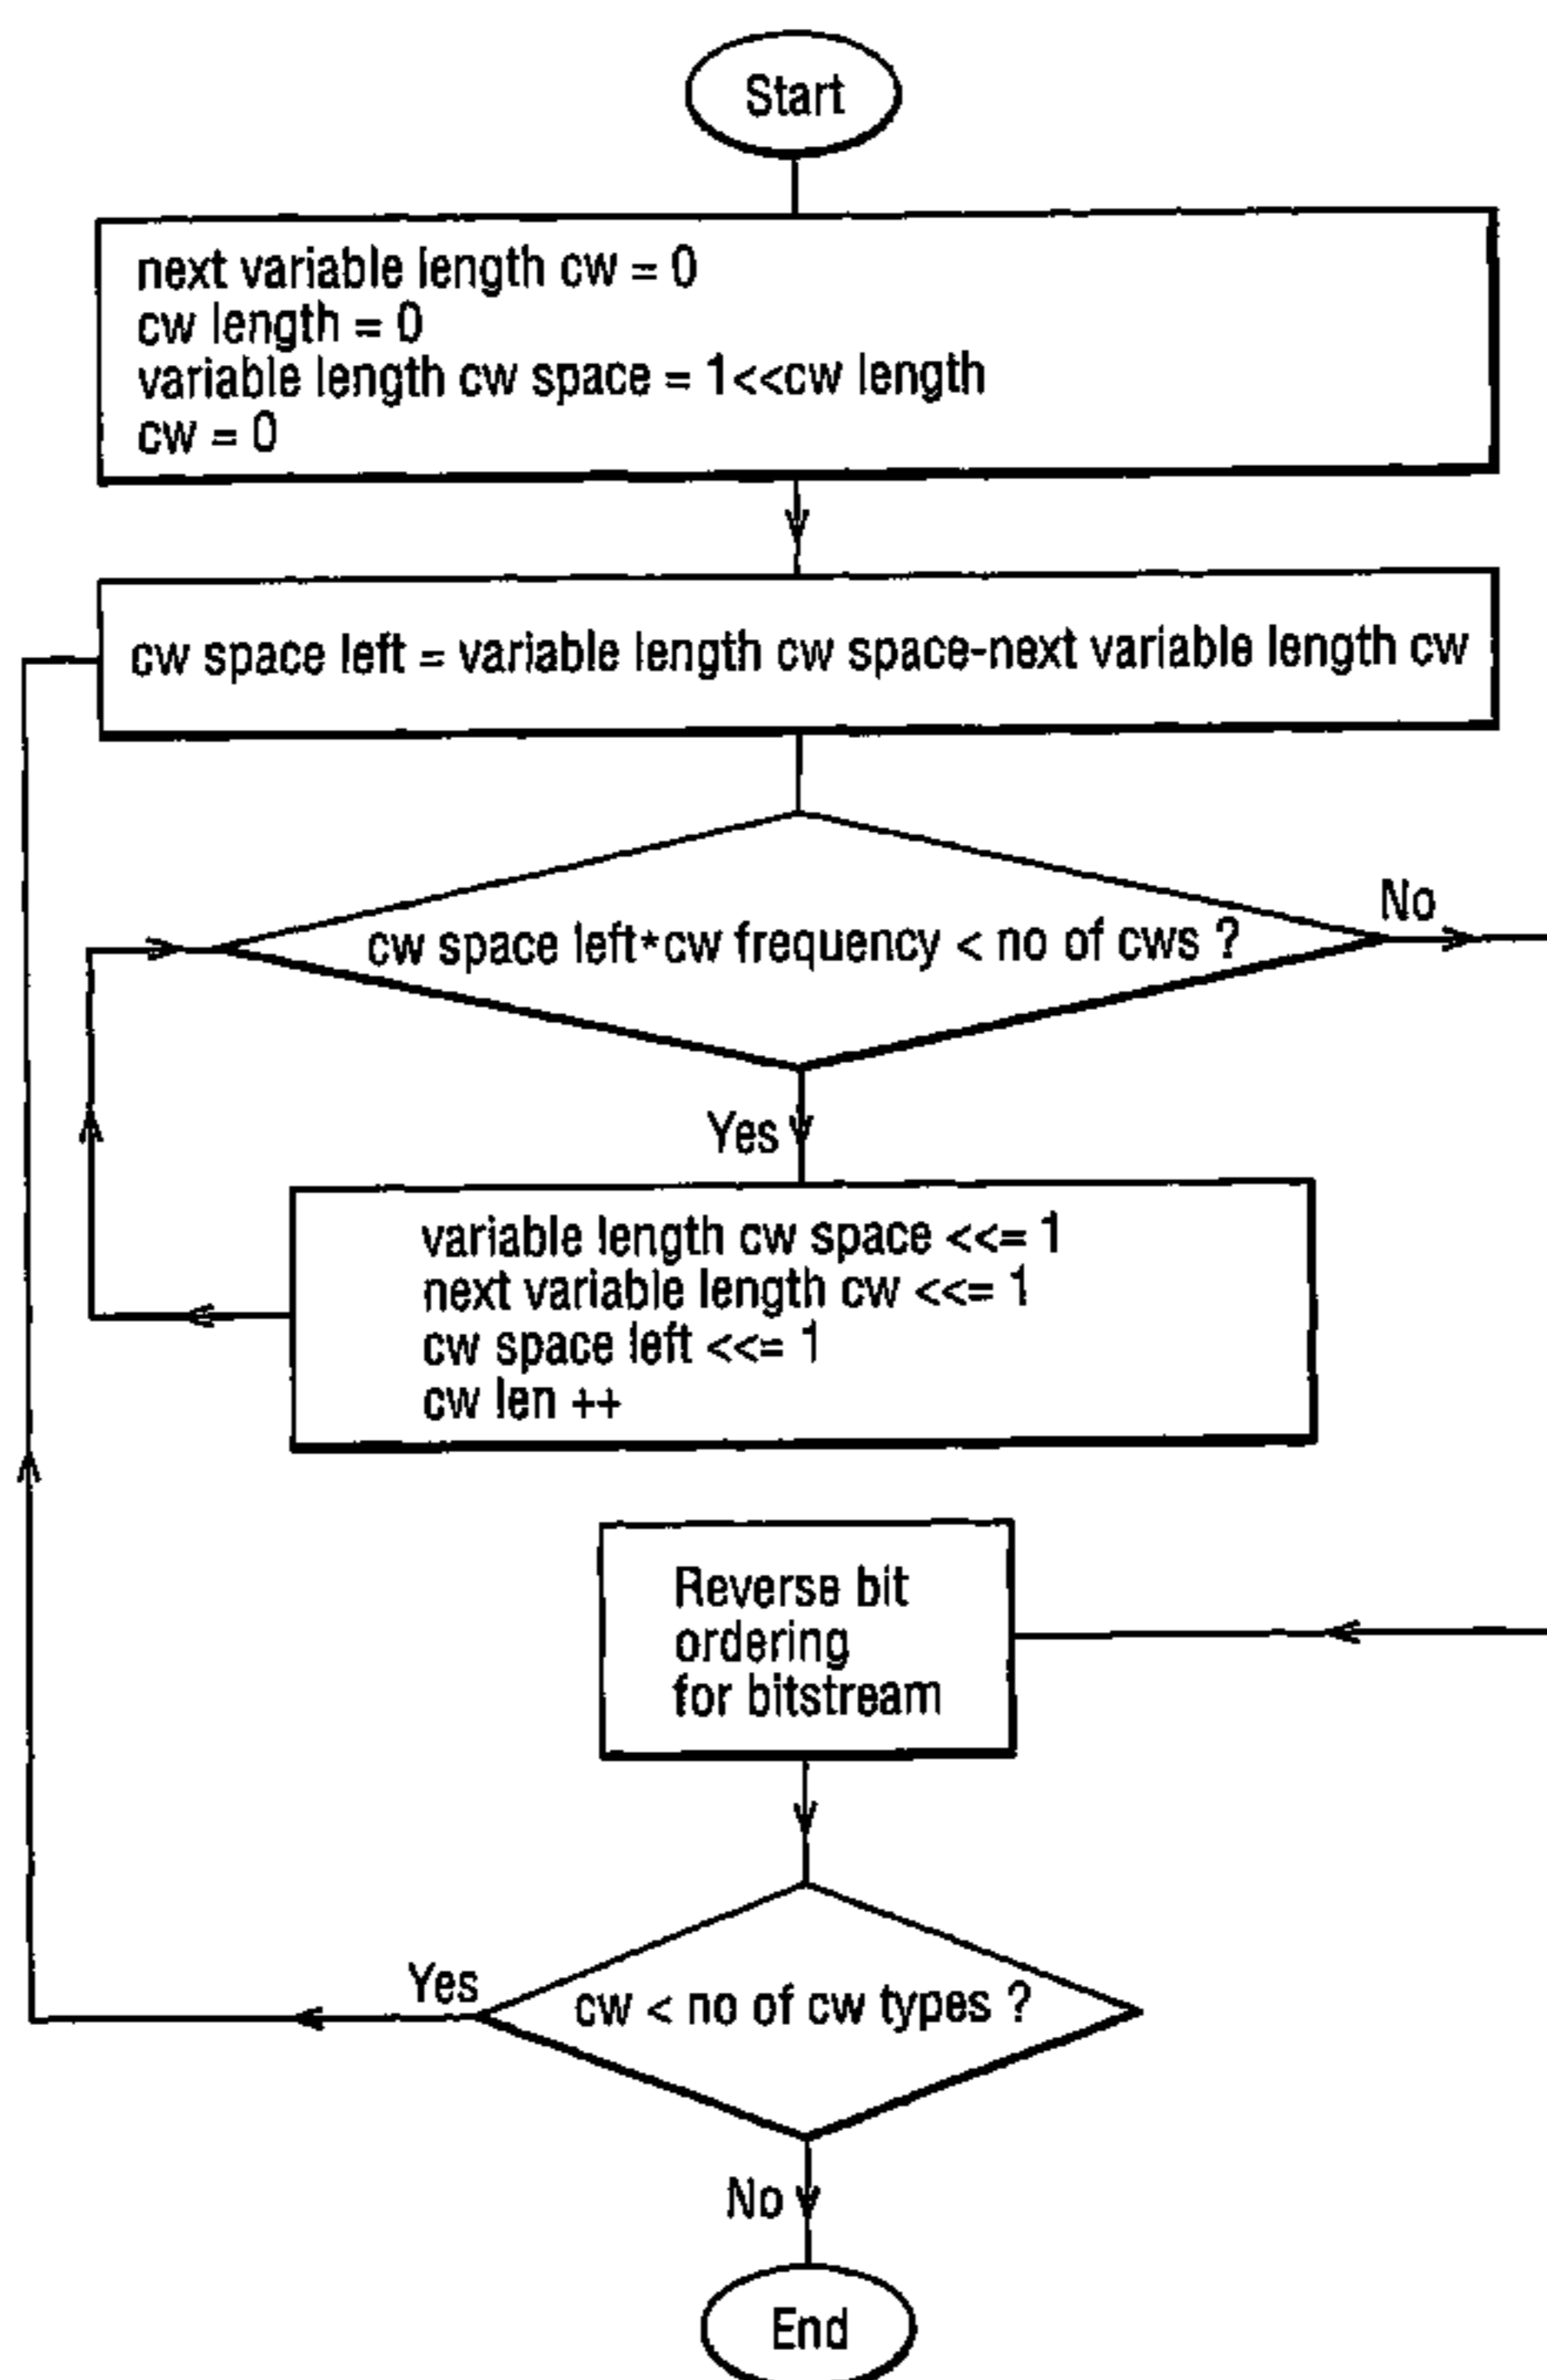 Start
next variable length cw = 0
cw length = 0
variable length cw space = 1<<cw length
cw = 0
cw space left = variable length cw space-next variable length cw
No
cw space left*cw frequency < no of cws ?
Yes
variable length cw space <<= 1
next variable length cw <<= 1
cw space left <<= 1
cw len ++
Reverse bit
ordering
for bitstream
Yes
cw < no of cw types ?
No
End